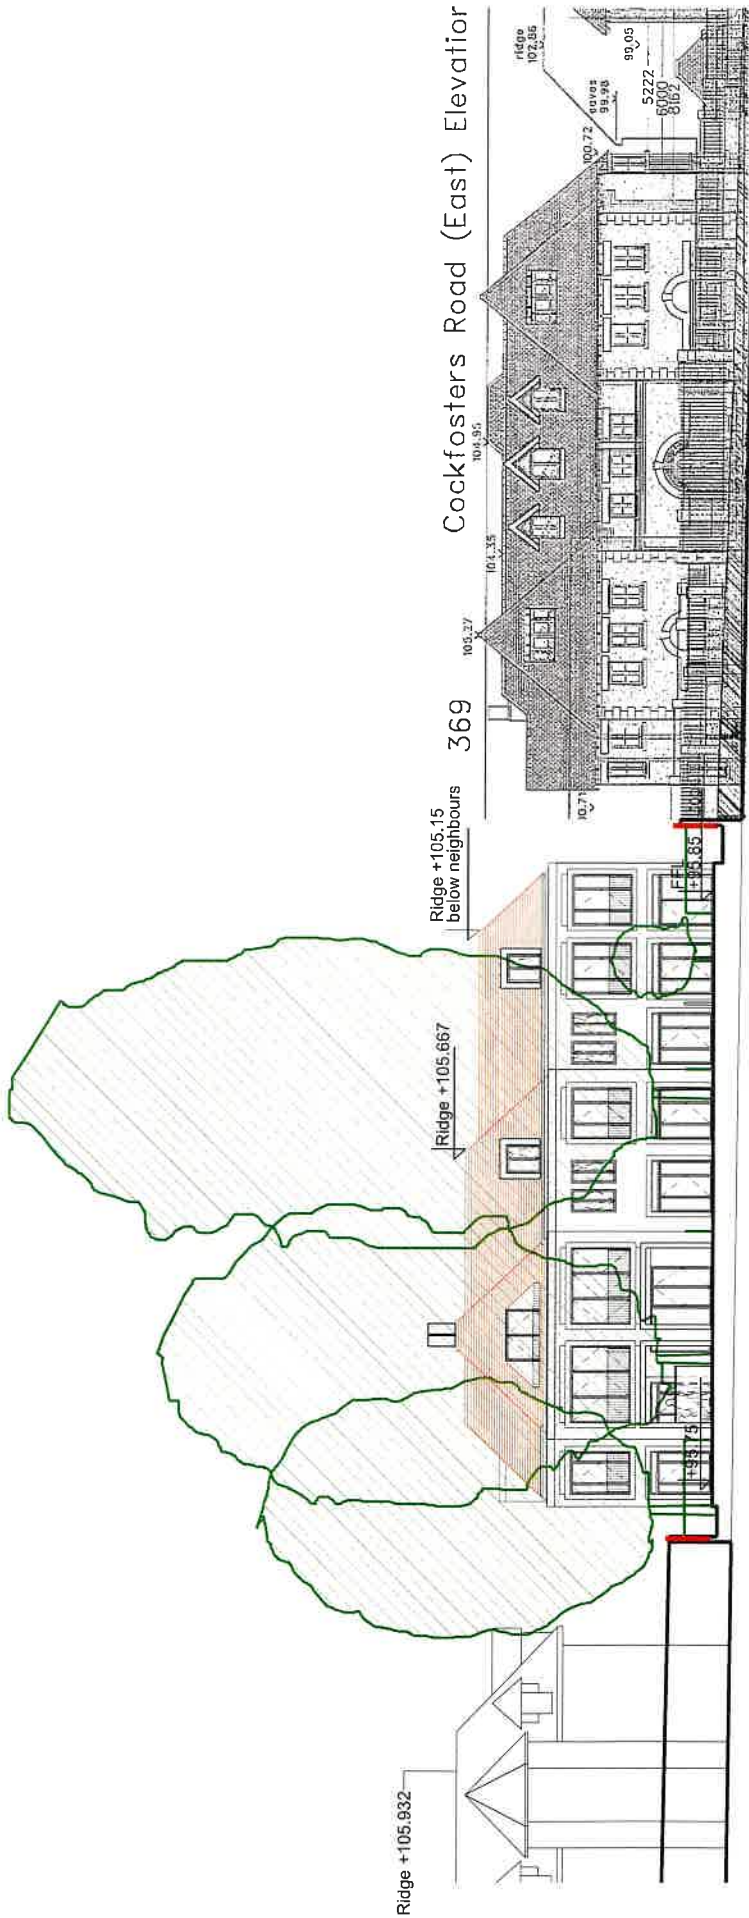 Ridge +105.932
Ridge +105.667
Ridge +105.15
below neighbours
369
Cockfosters Road (East) Elevation
105.27
104.35
104.95
100.72
ridge
102.86
eaves
99.98
99.05
5222
6000
8162
00.71
FFL
+95.85
+95.75